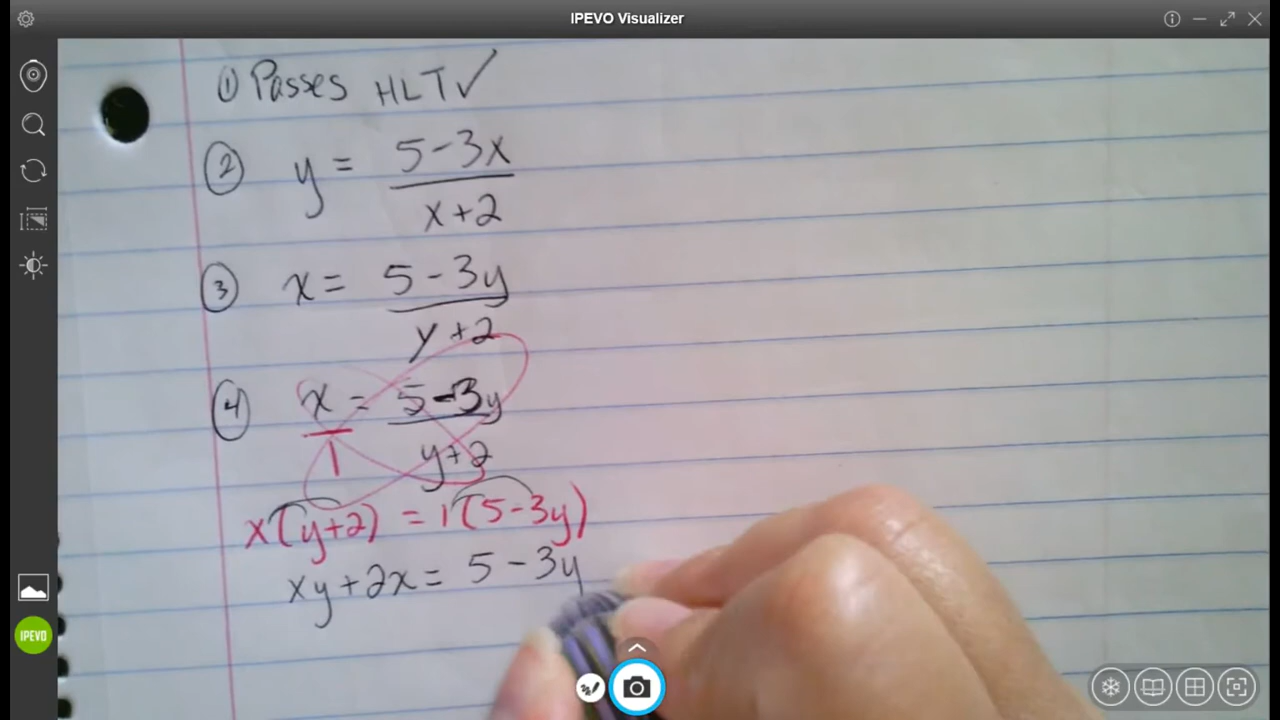 IPEVO Visualizer
① Passes HLT ✓
② y = 5-3x
x+2
③ x = 5-3y
y+2
④ x = 5-3y
1 y+2
x(y+2) = 1(5-3y)
xy+2x = 5-3y
IPEVO